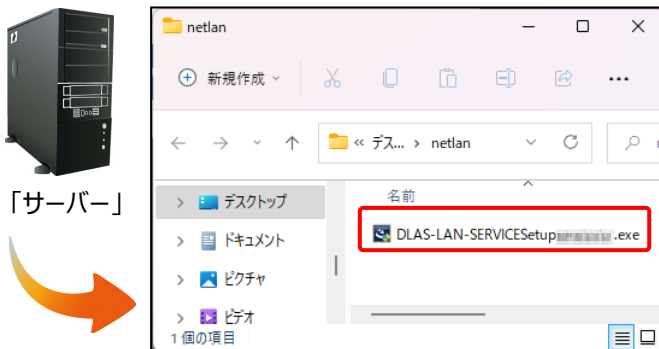 netlan
新規作成
« デス... › netlan
「サーバー」
デスクトップ
名前
ドキュメント
DLAS-LAN-SERVICESetup .exe
ピクチャ
ビデオ
1 個の項目